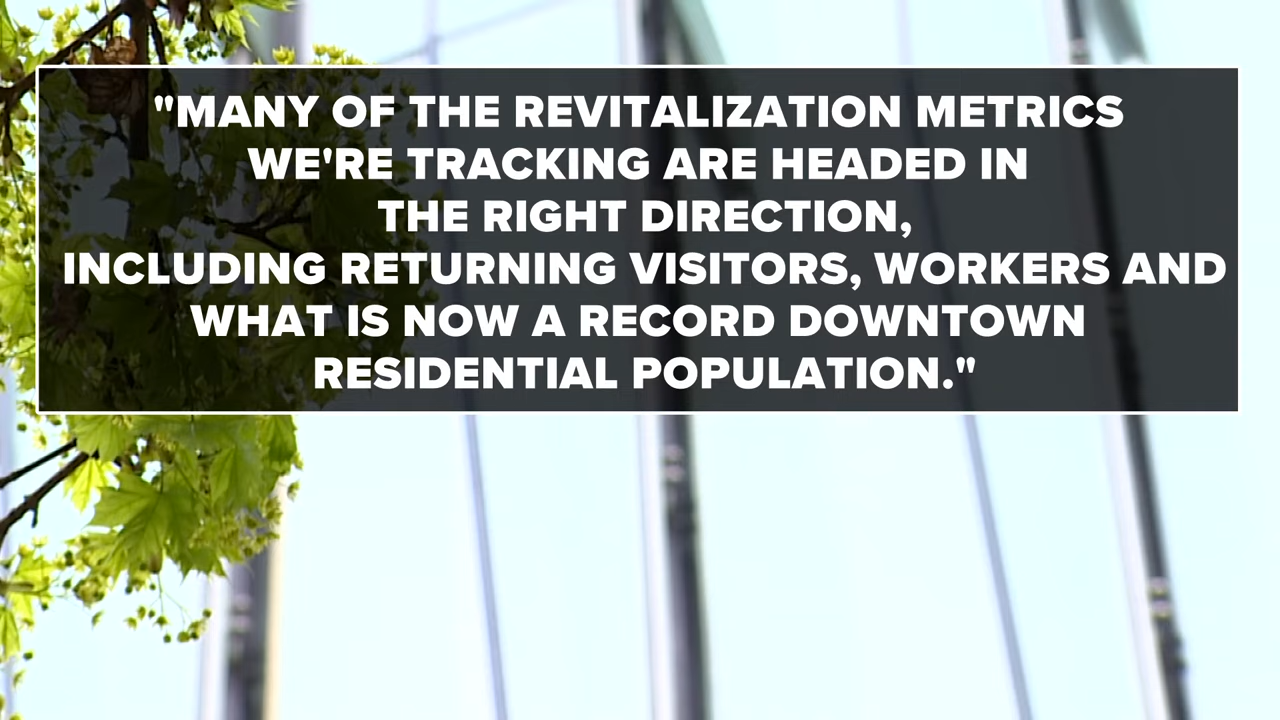 "MANY OF THE REVITALIZATION METRICS
WE'RE TRACKING ARE HEADED IN
THE RIGHT DIRECTION,
INCLUDING RETURNING VISITORS, WORKERS AND
WHAT IS NOW A RECORD DOWNTOWN
RESIDENTIAL POPULATION."